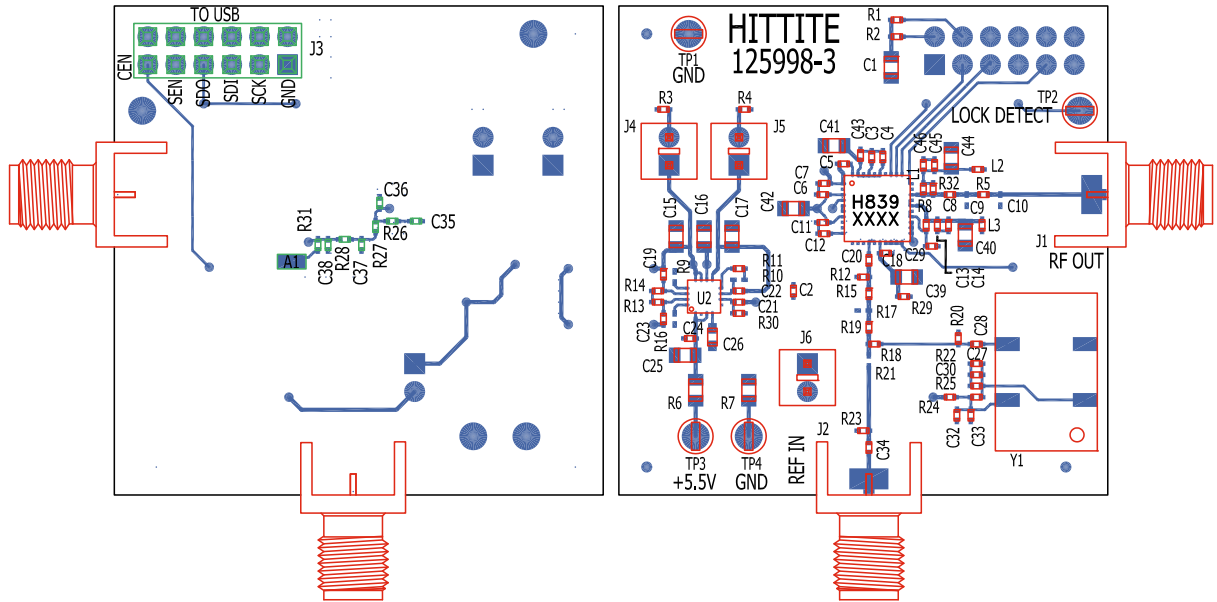 TO USB
J3
CEN
SEN
SDO
SDI
SCK
GND
C36
C35
R26
R31
R28
R27
C38
C37
A1
HITTITE
125998-3
TP1
GND
R1
R2
C1
TP2
LOCK DETECT
R3
R4
J4
J5
C41
C43
C3
C4
C46
C45
C44
L1
L2
C5
C7
C6
C42
C11
C12
H839
XXXX
R32
R5
R8
C8
C9
C10
L3
C40
J1
RF OUT
C15
C16
C17
C19
R9
R11
R10
R14
R13
C22
C21
R30
U2
C23
R16
C24
C25
C26
C2
C20
C18
C29
C13
C14
R12
R15
C39
R29
R17
R19
R18
R21
R20
C28
R22
C27
C30
R25
R24
C32
C33
Y1
J6
R6
R7
R23
J2
C34
TP3
+5.5V
TP4
GND
REF IN